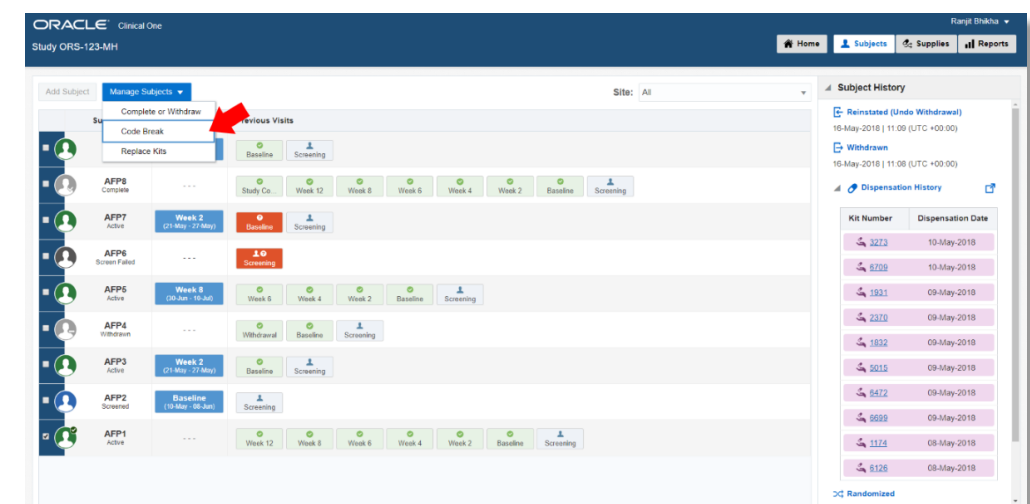 ORACLE Clinical One
Ranjit Bhikha
Study ORS-123-MH
Home
Subjects
Supplies
Reports
Add Subject
Manage Subjects
Site: All
Complete or Withdraw
Code Break
Replace Kits
Previous Visits
Baseline Screening
AFP8
Complete
- - -
Study Co... Week 12 Week 8 Week 6 Week 4 Week 2 Baseline Screening
AFP7
Active
Week 2
(21-May - 27-May)
Baseline Screening
AFP6
Screen Failed
- - -
Screening
AFP5
Active
Week 8
(30-Jun - 10-Jul)
Week 6 Week 4 Week 2 Baseline Screening
AFP4
Withdrawn
- - -
Withdrawal Baseline Screening
AFP3
Active
Week 2
(21-May - 27-May)
Baseline Screening
AFP2
Screened
Baseline
Screening
AFP1
Active
- - -
Week 12 Week 8 Week 6 Week 4 Week 2 Baseline Screening
Subject History
Reinstated (Undo Withdrawal)
16-May-2018 | 11:09 (UTC +00:00)
Withdrawn
16-May-2018 | 11:08 (UTC +00:00)
Dispensation History
Kit Number Dispensation Date
3273 10-May-2018
6709 10-May-2018
1931 09-May-2018
2370 09-May-2018
1832 09-May-2018
5015 09-May-2018
6472 09-May-2018
6699 09-May-2018
1174 08-May-2018
6126 08-May-2018
Randomized